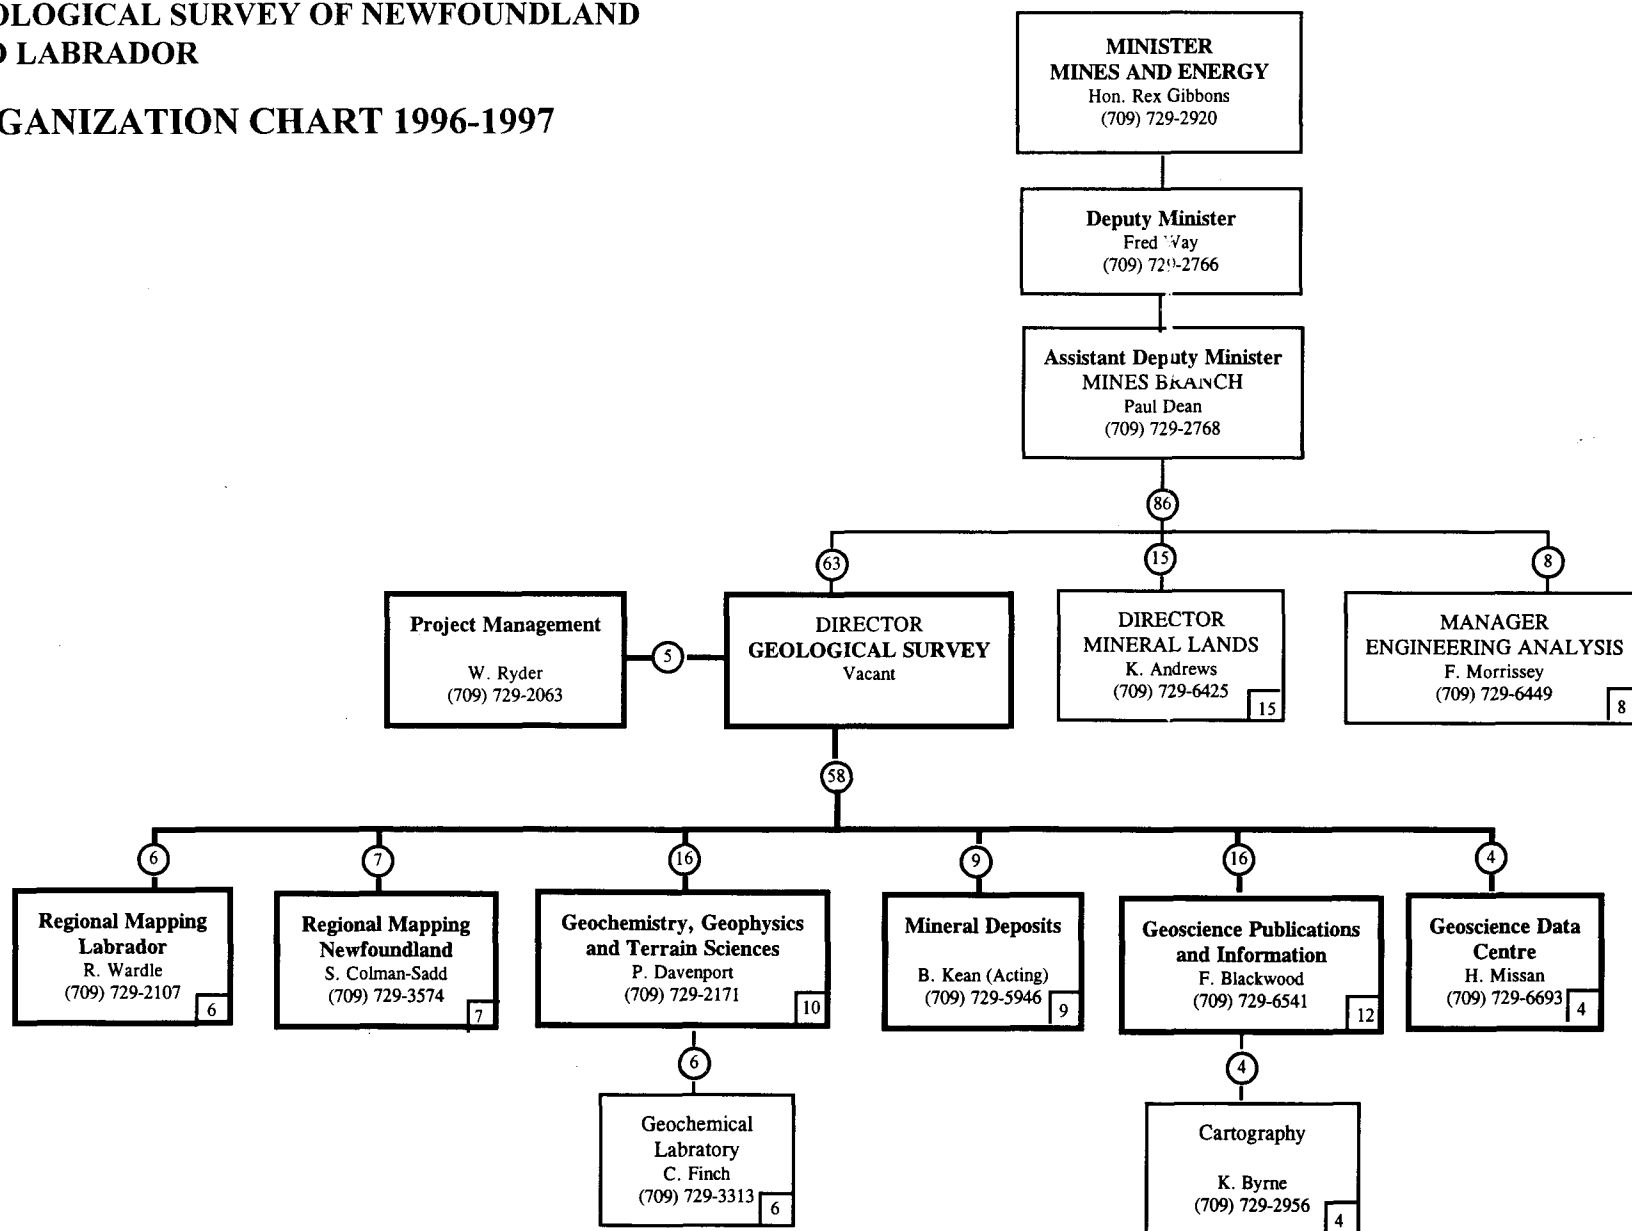 OLOGICAL SURVEY OF NEWFOUNDLAND
LABRADOR
GANIZATION CHART 1996-1997
MINISTER
MINES AND ENERGY
Hon. Rex Gibbons
(709) 729-2920
Deputy Minister
Fred Way
(709) 729-2766
Assistant Deputy Minister
MINES BRANCH
Paul Dean
(709) 729-2768
86
63
15
8
Project Management
W. Ryder
(709) 729-2063
5
DIRECTOR
GEOLOGICAL SURVEY
Vacant
DIRECTOR
MINERAL LANDS
K. Andrews
(709) 729-6425
15
MANAGER
ENGINEERING ANALYSIS
F. Morrissey
(709) 729-6449
8
58
6
7
16
9
16
4
Regional Mapping
Labrador
R. Wardle
(709) 729-2107
6
Regional Mapping
Newfoundland
S. Colman-Sadd
(709) 729-3574
7
Geochemistry, Geophysics
and Terrain Sciences
P. Davenport
(709) 729-2171
10
Mineral Deposits
B. Kean (Acting)
(709) 729-5946
9
Geoscience Publications
and Information
F. Blackwood
(709) 729-6541
12
Geoscience Data
Centre
H. Missan
(709) 729-6693
4
6
4
Geochemical
Labratory
C. Finch
(709) 729-3313
6
Cartography
K. Byrne
(709) 729-2956
4